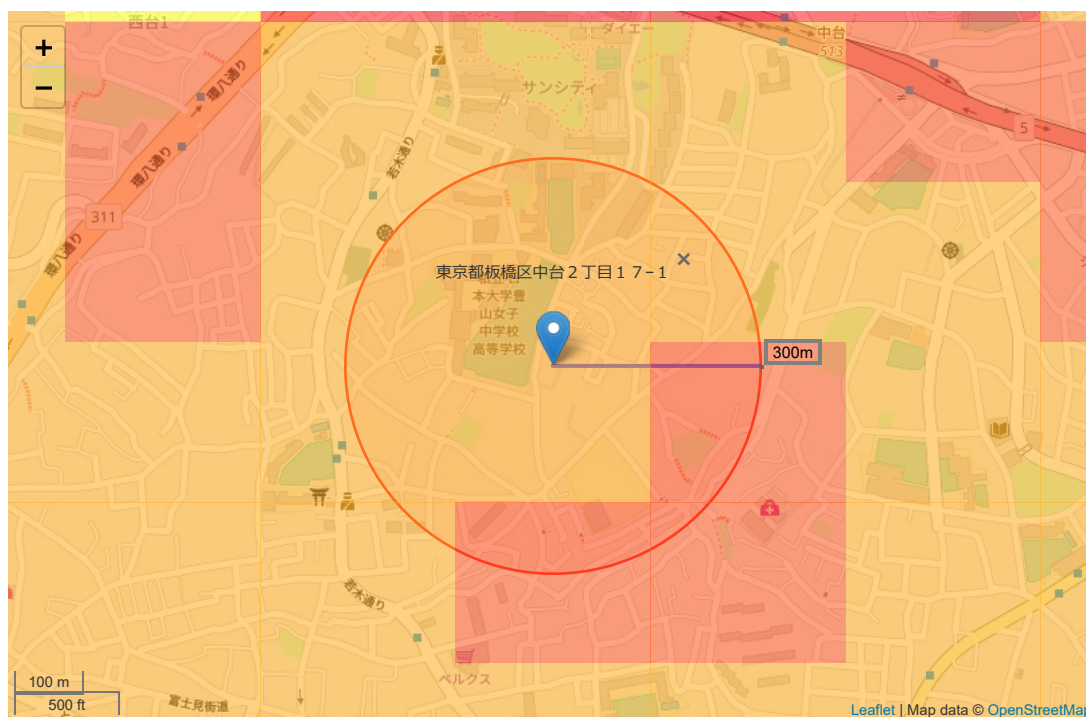 西台1
ダイエー
中台
513
+
−
サンシティ
環八通り
環八通り
5
若木通り
311
環八通り
東京都板橋区中台２丁目１７−１
×
本大学豊
山女子
中学校
高等学校
300m
若木通り
ベルクス
100 m
500 ft
富士見街道
Leaflet | Map data © OpenStreetMap